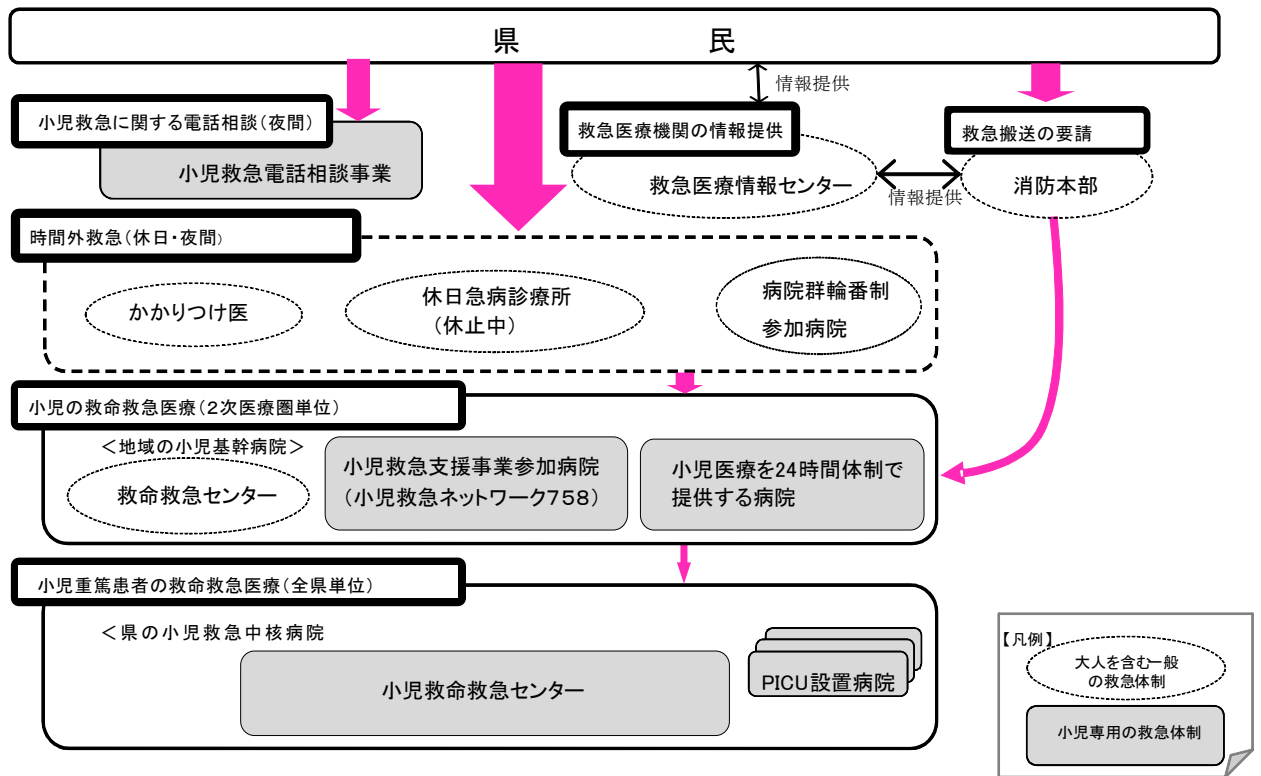 県 民
情報提供
小児救急に関する電話相談(夜間)
小児救急電話相談事業
救急医療機関の情報提供
救急医療情報センター
情報提供
救急搬送の要請
消防本部
時間外救急(休日・夜間)
かかりつけ医
休日急病診療所
(休止中)
病院群輪番制
参加病院
小児の救命救急医療(2次医療圏単位)
<地域の小児基幹病院>
救命救急センター
小児救急支援事業参加病院
(小児救急ネットワーク758)
小児医療を24時間体制で
提供する病院
小児重篤患者の救命救急医療(全県単位)
<県の小児救急中核病院
小児救命救急センター
PICU設置病院
【凡例】
大人を含む一般
の救急体制
小児専用の救急体制